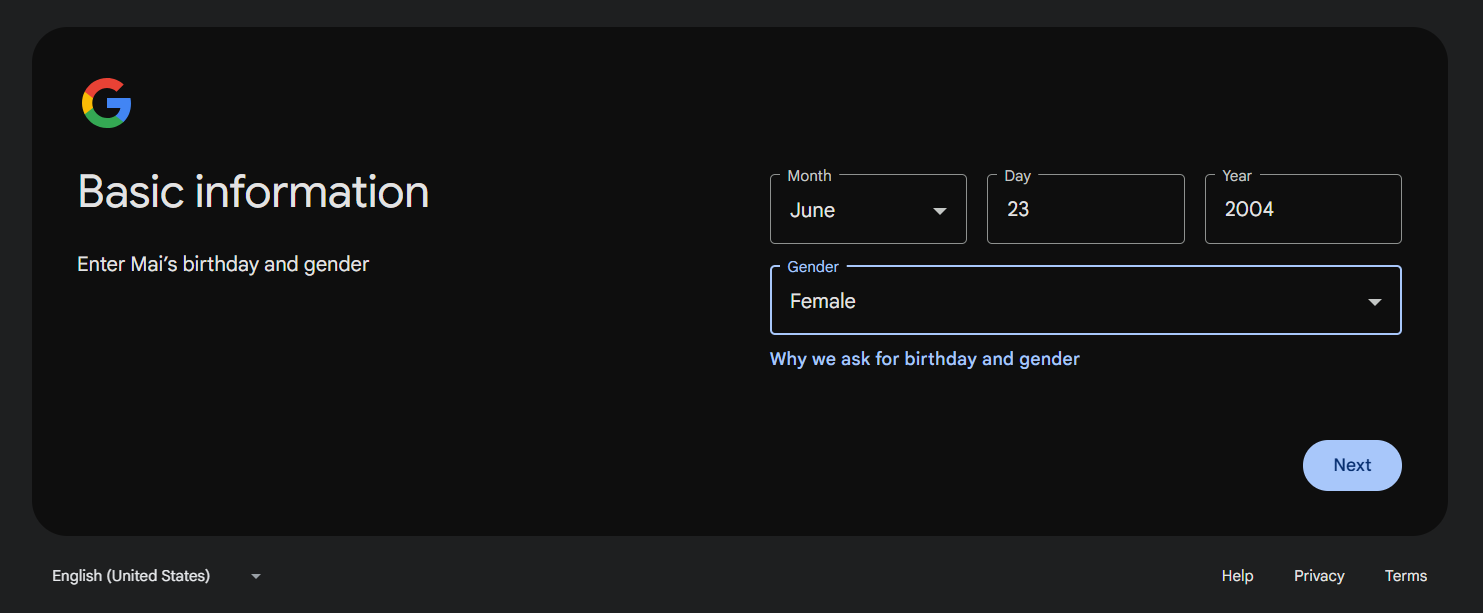 Basic information
Enter Mai’s birthday and gender
Month
June
Day
23
Year
2004
Gender
Female
Why we ask for birthday and gender
Next
English (United States)
Help
Privacy
Terms